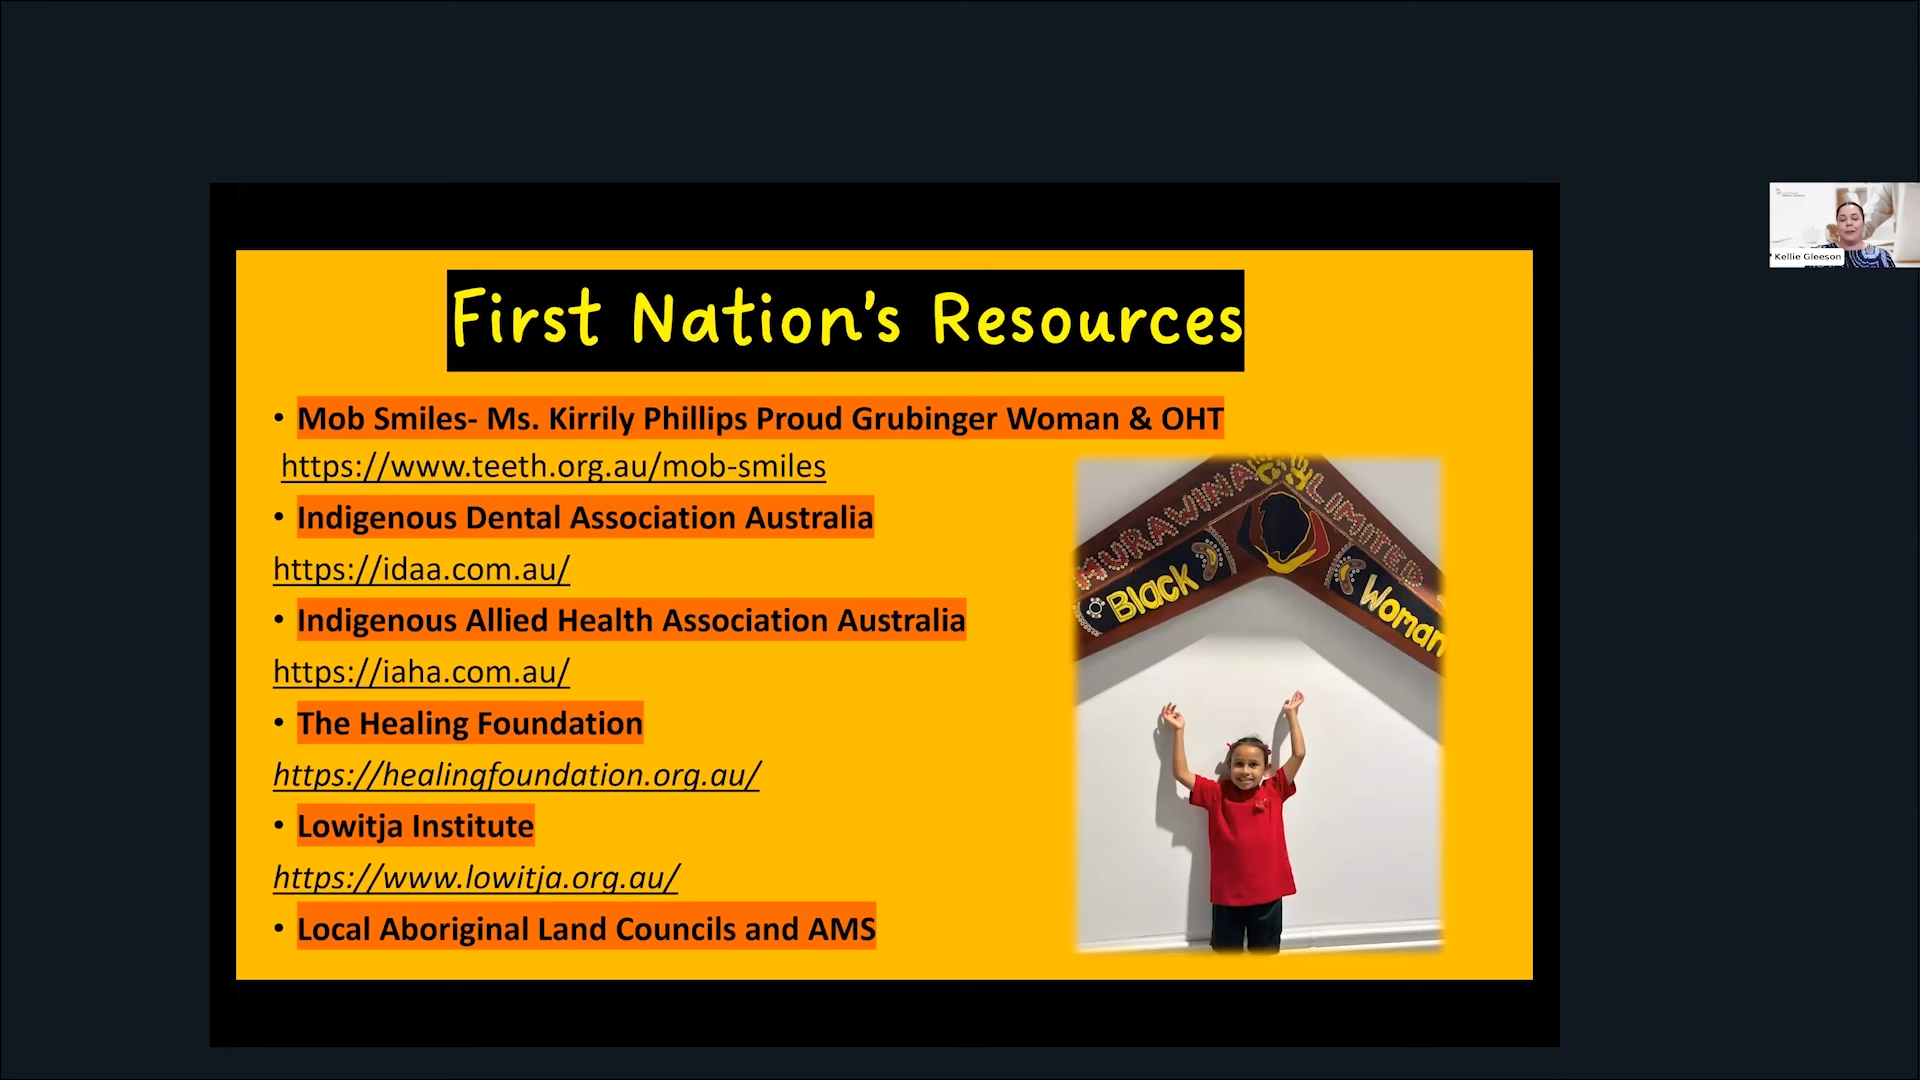 First Nation's Resources
• Mob Smiles- Ms. Kirrily Phillips Proud Grubinger Woman & OHT
https://www.teeth.org.au/mob-smiles
• Indigenous Dental Association Australia
https://idaa.com.au/
• Indigenous Allied Health Association Australia
https://iaha.com.au/
• The Healing Foundation
https://healingfoundation.org.au/
• Lowitja Institute
https://www.lowitja.org.au/
• Local Aboriginal Land Councils and AMS
LIMITED
Black
Woman
Kellie Gleeson